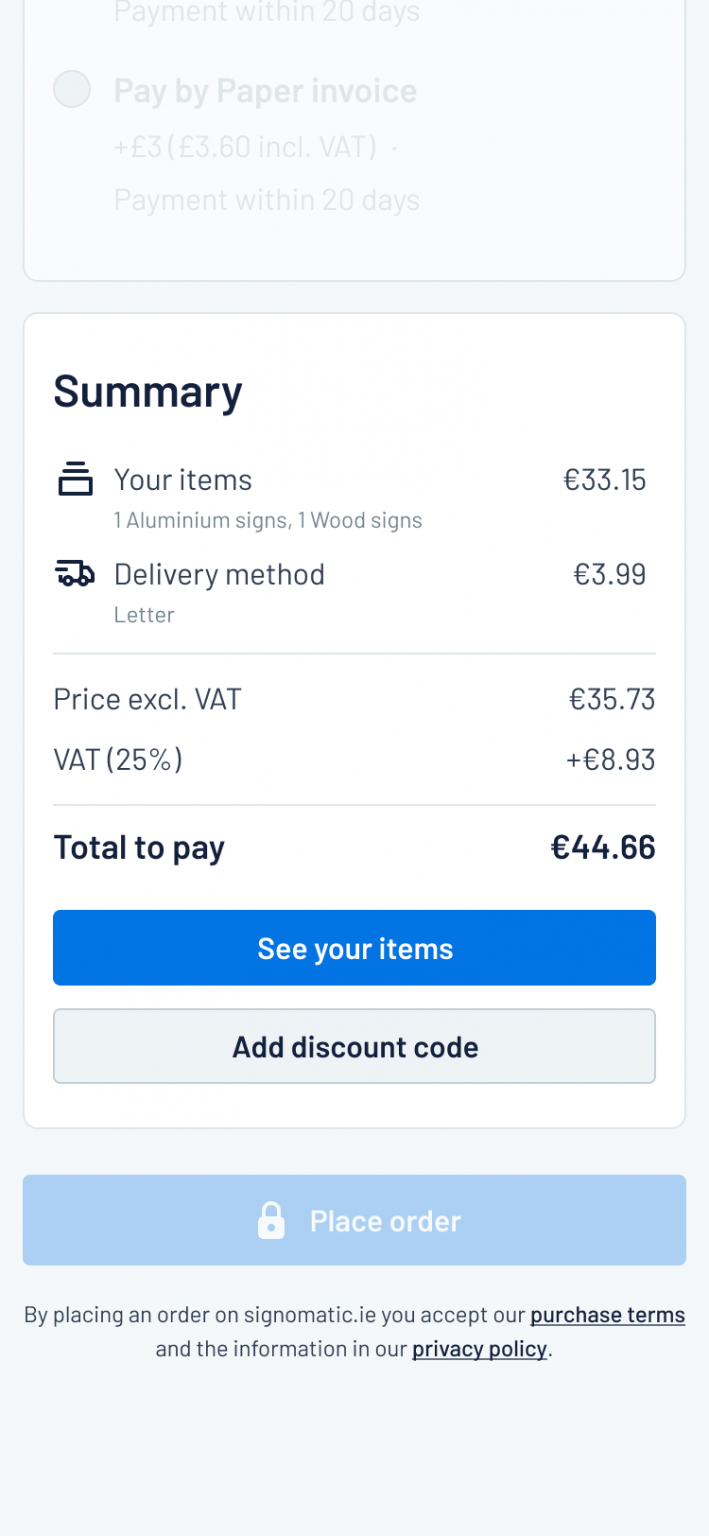 Payment within 20 days
Pay by Paper invoice
+£3 (£3.60 incl. VAT) ·
Payment within 20 days
Summary
Your items €33.15
1 Aluminium signs, 1 Wood signs
Delivery method €3.99
Letter
Price excl. VAT €35.73
VAT (25%) +€8.93
Total to pay €44.66
See your items
Add discount code
Place order
By placing an order on signomatic.ie you accept our purchase terms
and the information in our privacy policy.